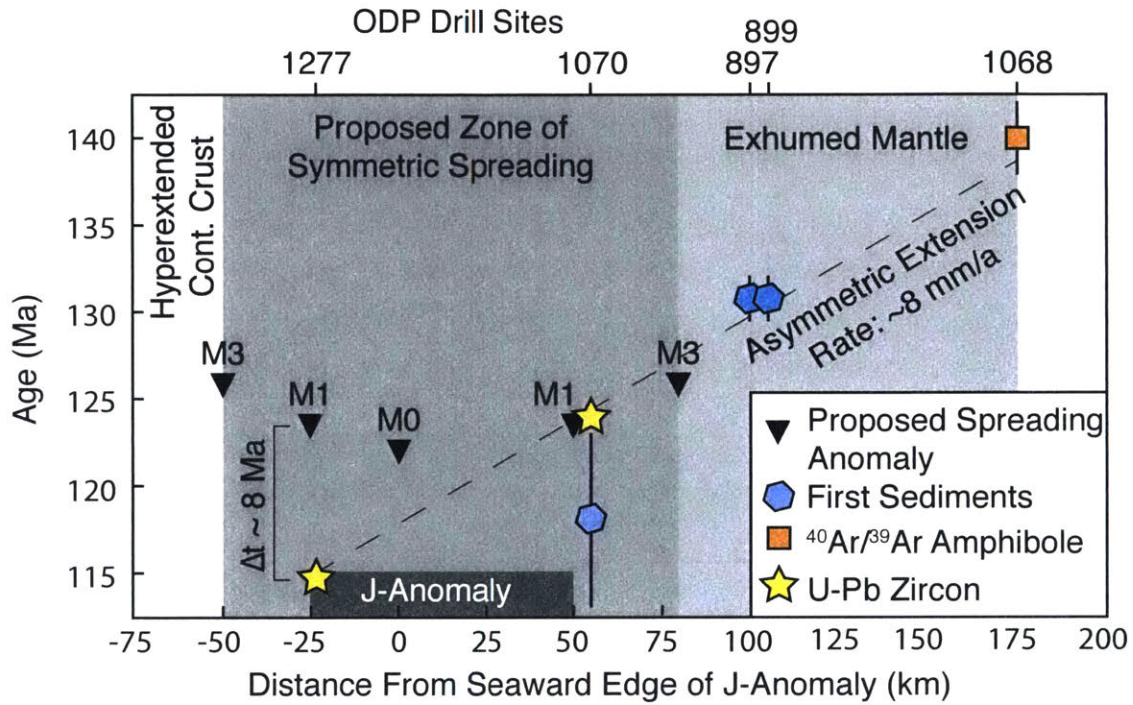 ODP Drill Sites
899
1277
1070
897
1068
Hyperextended
Cont. Crust
Proposed Zone of
Symmetric Spreading
Exhumed Mantle
Asymmetric Extension
Rate: ~8 mm/a
Age (Ma)
140
135
130
125
120
115
M3
M1
M0
M1
M3
Δt ~ 8 Ma
J-Anomaly
Proposed Spreading
Anomaly
First Sediments
⁴⁰Ar/³⁹Ar Amphibole
U-Pb Zircon
-75
-50
-25
0
25
50
75
100
125
150
175
200
Distance From Seaward Edge of J-Anomaly (km)